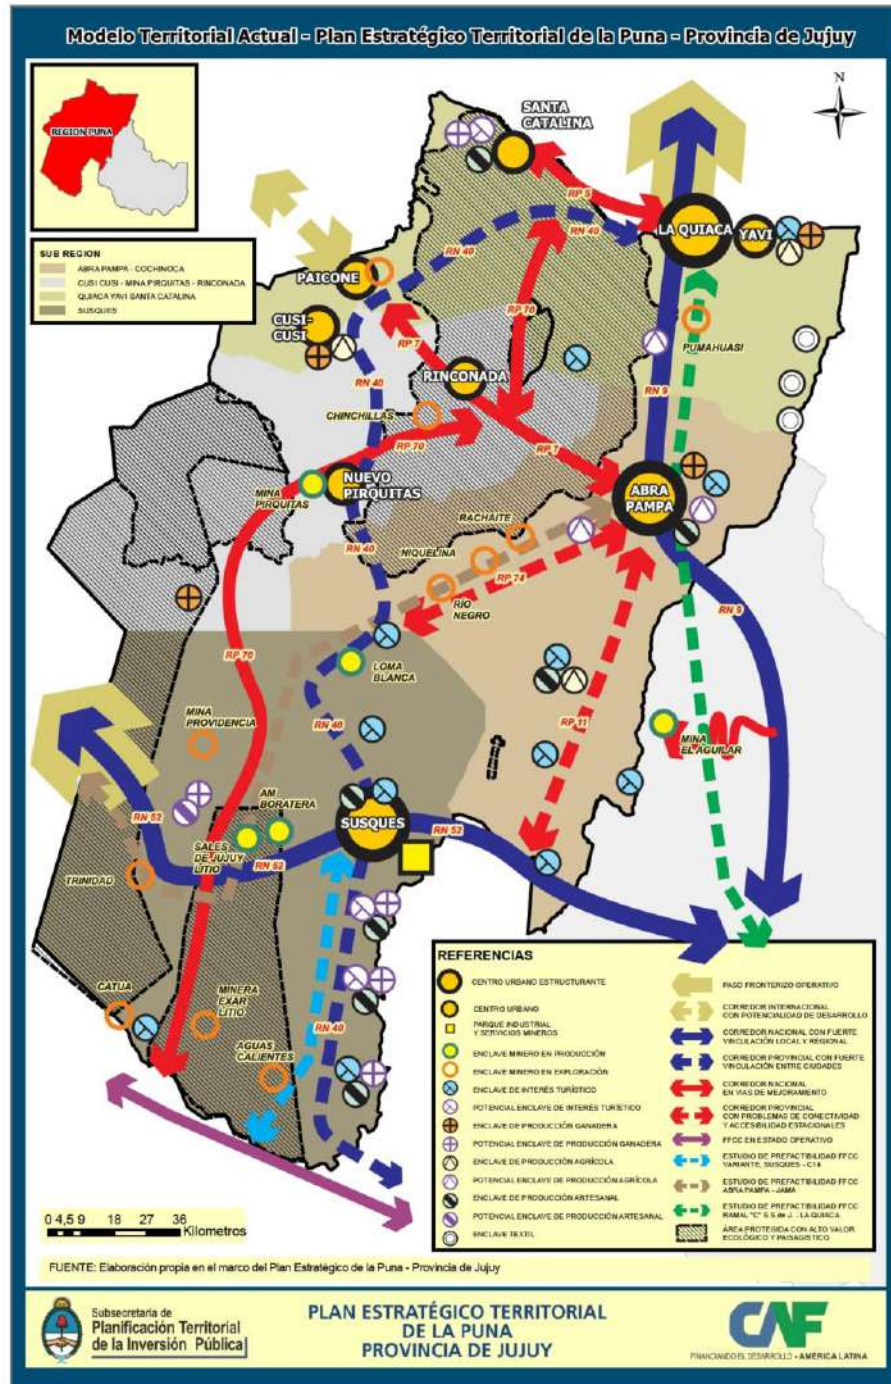 Modelo Territorial Actual - Plan Estratégico Territorial de la Puna - Provincia de Jujuy
REGION PUNA
N
SUB REGION
ABRA PAMPA - COCHINOCA
CUSI CUSI - MINA PIRQUITAS - RINCONADA
QUIACA YAVI SANTA CATALINA
SUSQUES
SANTA
CATALINA
RP 5
LA QUIACA
YAVI
RN 40
RN 40
PAICONE
CUSI-
CUSI
RP 7
RP 70
PUMAHUASI
RN 9
RN 40
RINCONADA
CHINCHILLAS
RP 70
RP 7
MINA
PIRQUITAS
NUEVO
PIRQUITAS
ABRA
PAMPA
RACHAITE
RN 40
NIQUELINA
RP 74
RÍO
NEGRO
RN 9
RP 70
LOMA
BLANCA
MINA
PROVIDENCIA
RN 40
RP 11
MINA
EL AGUILAR
AM
BORATERA
RN 52
SUSQUES
RN 52
SALES
DE JUJUY
LITIO
RN 52
TRINIDAD
CATUA
MINERA
EXAR
LITIO
RN 40
AGUAS
CALIENTES
0 4,5 9 18 27 36
Kilometros
REFERENCIAS
CENTRO URBANO ESTRUCTURANTE
CENTRO URBANO
PARQUE INDUSTRIAL
Y SERVICIOS MINEROS
ENCLAVE MINERO EN PRODUCCIÓN
ENCLAVE MINERO EN EXPLORACIÓN
ENCLAVE DE INTERÉS TURÍSTICO
POTENCIAL ENCLAVE DE INTERÉS TURÍSTICO
ENCLAVE DE PRODUCCIÓN GANADERA
POTENCIAL ENCLAVE DE PRODUCCIÓN GANADERA
ENCLAVE DE PRODUCCIÓN AGRÍCOLA
POTENCIAL ENCLAVE DE PRODUCCIÓN AGRÍCOLA
ENCLAVE DE PRODUCCIÓN ARTESANAL
POTENCIAL ENCLAVE DE PRODUCCIÓN ARTESANAL
ENCLAVE TEXTIL
PASO FRONTERIZO OPERATIVO
CORREDOR INTERNACIONAL
CON POTENCIALIDAD DE DESARROLLO
CORREDOR NACIONAL CON FUERTE
VINCULACIÓN LOCAL Y REGIONAL
CORREDOR PROVINCIAL CON FUERTE
VINCULACIÓN ENTRE CIUDADES
CORREDOR NACIONAL
EN VIAS DE MEJORAMIENTO
CORREDOR PROVINCIAL
CON PROBLEMAS DE CONECTIVIDAD
Y ACCESIBILIDAD ESTACIONALES
FFCC EN ESTADO OPERATIVO
ESTUDIO DE PREFACTIBILIDAD FFCC
VARIANTE, SUSQUES - C14
ESTUDIO DE PREFACTIBILIDAD FFCC
ABRA PAMPA - JAMA
ESTUDIO DE PREFACTIBILIDAD FFCC
RAMAL "C" S.S de J. - LA QUIACA
ÁREA PROTEGIDA CON ALTO VALOR
ECOLÓGICO Y PAISAGÍSTICO
FUENTE: Elaboración propia en el marco del Plan Estratégico de la Puna - Provincia de Jujuy
Subsecretaría de
Planificación Territorial
de la Inversión Pública
PLAN ESTRATÉGICO TERRITORIAL
DE LA PUNA
PROVINCIA DE JUJUY
CAF
FINANCIANDO EL DESARROLLO - AMÉRICA LATINA